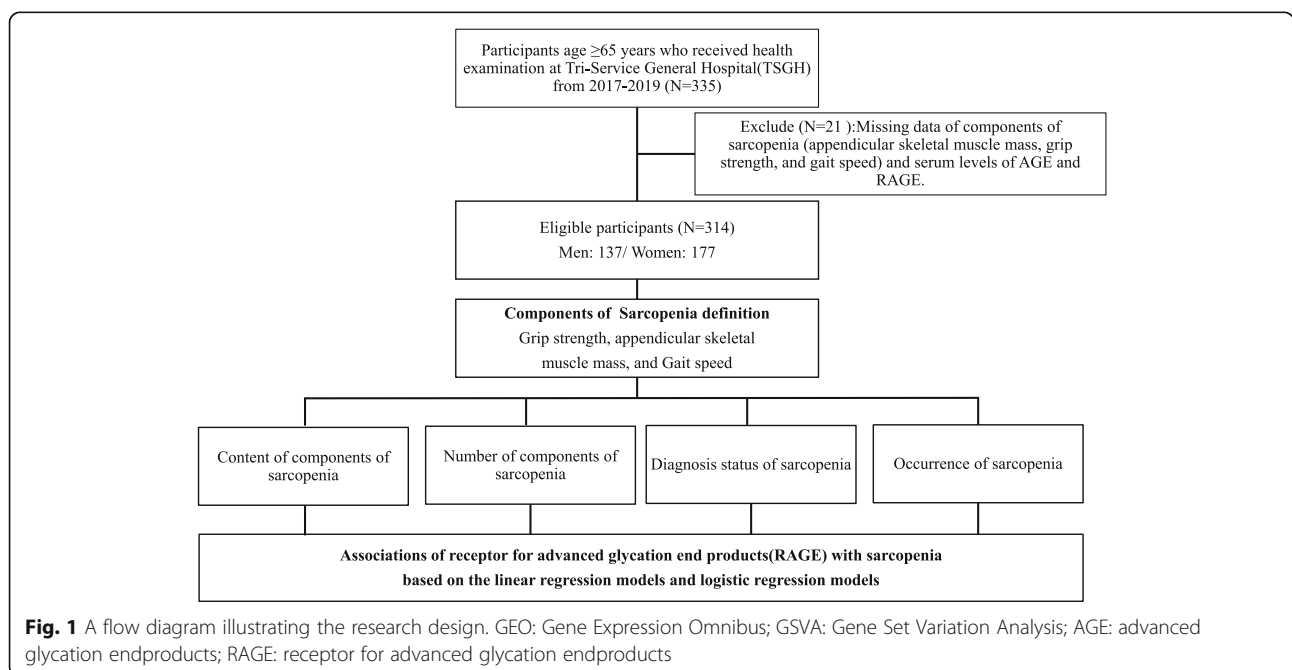 Participants age ≥65 years who received health
examination at Tri-Service General Hospital(TSGH)
from 2017-2019 (N=335)
Exclude (N=21 ):Missing data of components of
sarcopenia (appendicular skeletal muscle mass, grip
strength, and gait speed) and serum levels of AGE and
RAGE.
Eligible participants (N=314)
Men: 137/ Women: 177
Components of Sarcopenia definition
Grip strength, appendicular skeletal
muscle mass, and Gait speed
Content of components of
sarcopenia
Number of components of
sarcopenia
Diagnosis status of sarcopenia
Occurrence of sarcopenia
Associations of receptor for advanced glycation end products(RAGE) with sarcopenia
based on the linear regression models and logistic regression models
Fig. 1 A flow diagram illustrating the research design. GEO: Gene Expression Omnibus; GSVA: Gene Set Variation Analysis; AGE: advanced
glycation endproducts; RAGE: receptor for advanced glycation endproducts